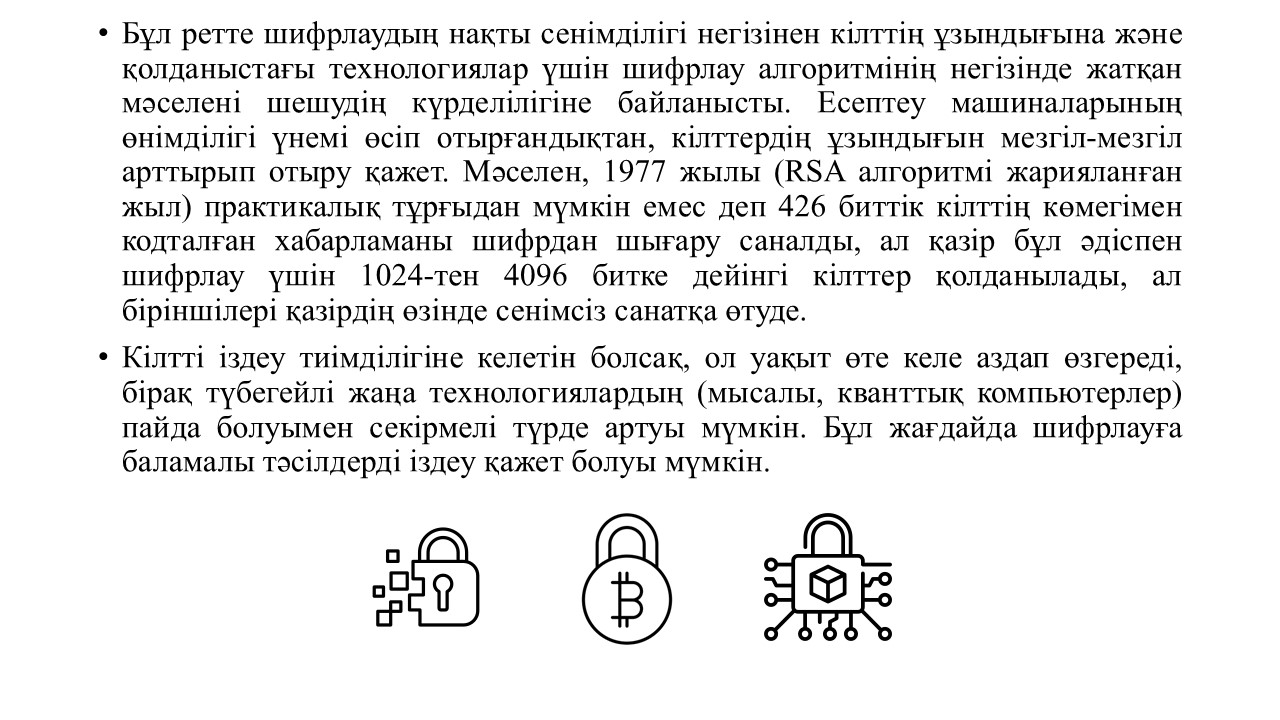 • Бұл ретте шифрлаудың нақты сенімділігі негізінен кілттің ұзындығына және
қолданыстағы технологиялар үшін шифрлау алгоритмінің негізінде жатқан
мәселені шешудің күрделілігіне байланысты. Есептеу машиналарының
өнімділігі үнемі өсіп отырғандықтан, кілттердің ұзындығын мезгіл-мезгіл
арттырып отыру қажет. Мәселен, 1977 жылы (RSA алгоритмі жарияланған
жыл) практикалық тұрғыдан мүмкін емес деп 426 биттік кілттің көмегімен
кодталған хабарламаны шифрдан шығару саналды, ал қазір бұл әдіспен
шифрлау үшін 1024-тен 4096 битке дейінгі кілттер қолданылады, ал
біріншілері қазірдің өзінде сенімсіз санатқа өтуде.
• Кілтті іздеу тиімділігіне келетін болсақ, ол уақыт өте келе аздап өзгереді,
бірақ түбегейлі жаңа технологиялардың (мысалы, кванттық компьютерлер)
пайда болуымен секірмелі түрде артуы мүмкін. Бұл жағдайда шифрлауға
баламалы тәсілдерді іздеу қажет болуы мүмкін.